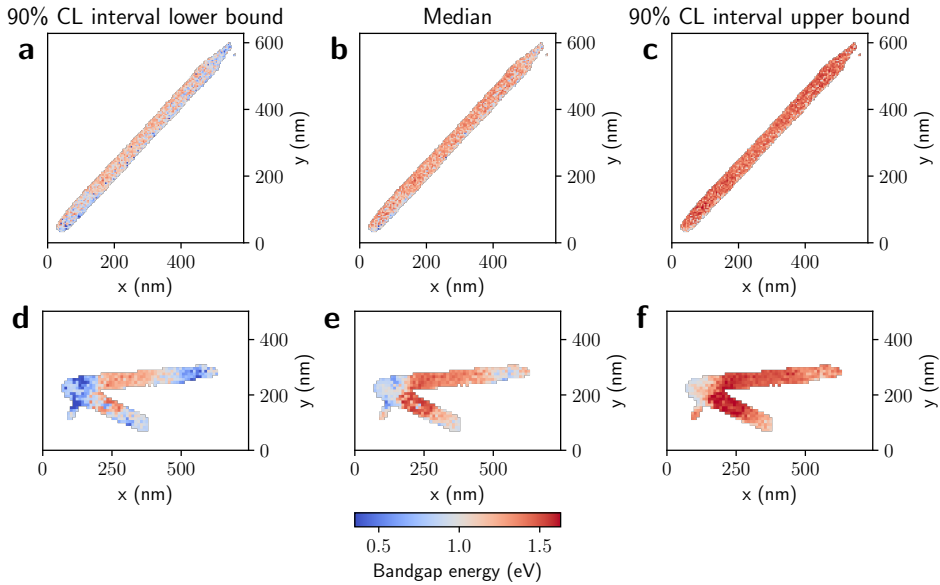 90% CL interval lower bound
Median
90% CL interval upper bound
a
b
c
600
400
200
0
y (nm)
0
200
400
x (nm)
600
400
200
0
y (nm)
0
200
400
x (nm)
600
400
200
0
y (nm)
0
200
400
x (nm)
d
e
f
400
200
0
y (nm)
0
250
500
x (nm)
400
200
0
y (nm)
0
250
500
x (nm)
400
200
0
y (nm)
0
250
500
x (nm)
0.5
1.0
1.5
Bandgap energy (eV)